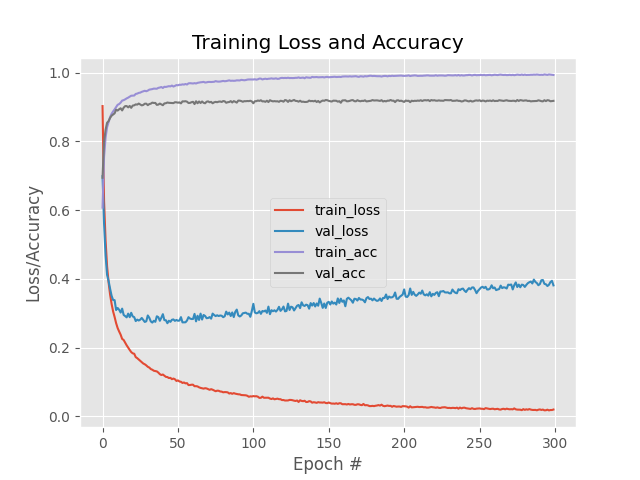 Training Loss and Accuracy
Loss/Accuracy
1.0
0.8
0.6
0.4
0.2
0.0
train_loss
val_loss
train_acc
val_acc
0 50 100 150 200 250 300
Epoch #